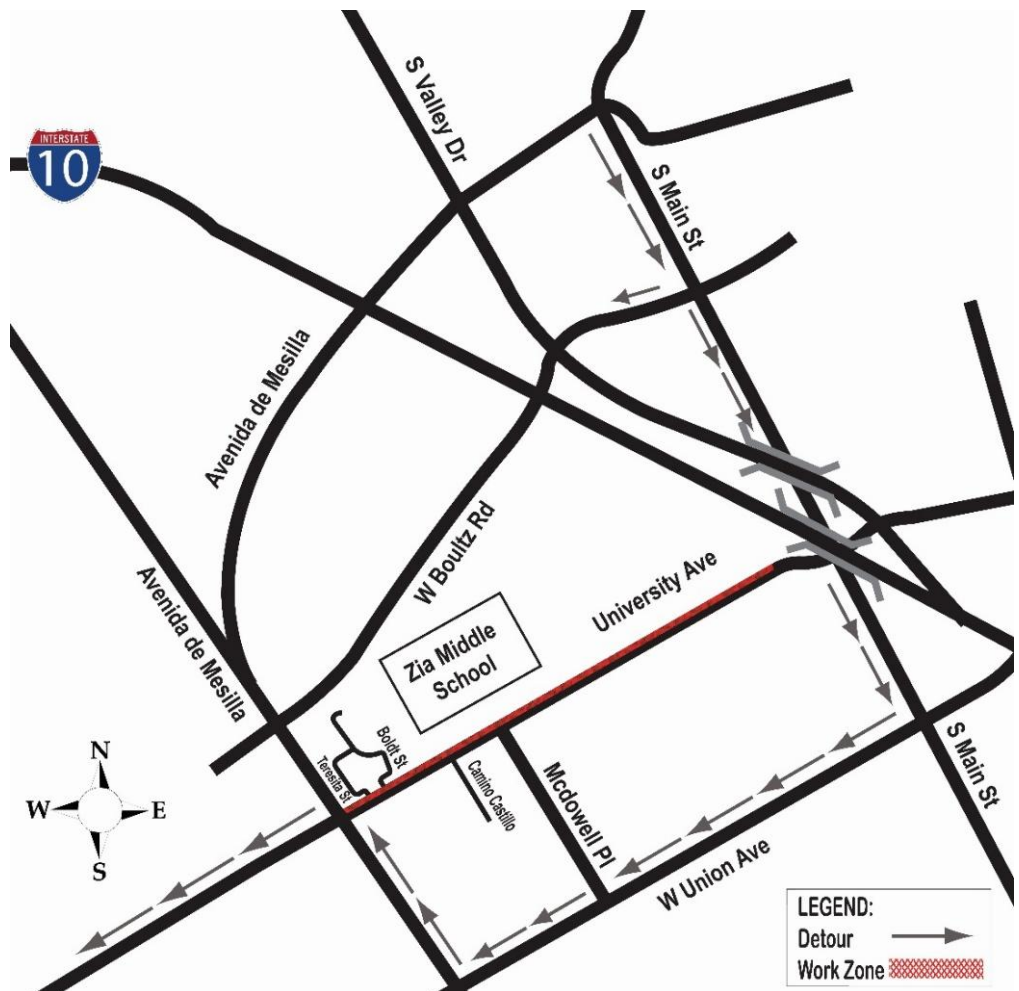 S Valley Dr
INTERSTATE
10
S Main St
Avenida de Mesilla
W Boultz Rd
University Ave
Avenida de Mesilla
Zia Middle
School
Boldt St
Teresita St
Camino Castillo
Mcdowell Pl
S Main St
W Union Ave
N
W
E
S
LEGEND:
Detour
Work Zone